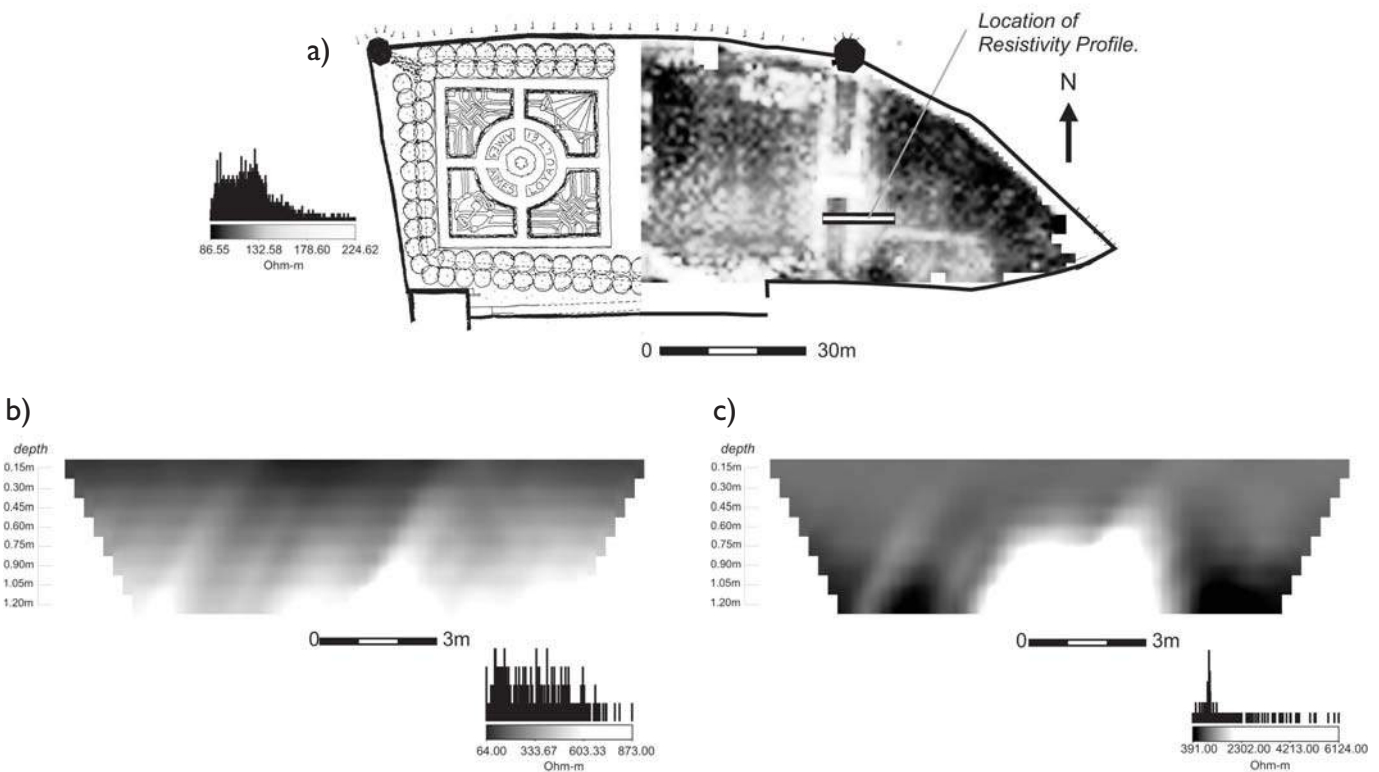 a)
Location of
Resistivity Profile.
N
86.55 132.58 178.60 224.62
Ohm-m
0 30m
b)
depth
0.15m
0.30m
0.45m
0.60m
0.75m
0.90m
1.05m
1.20m
0 3m
64.00 333.67 603.33 873.00
Ohm-m
c)
depth
0.15m
0.30m
0.45m
0.60m
0.75m
0.90m
1.05m
1.20m
0 3m
391.00 2302.00 4213.00 6124.00
Ohm-m